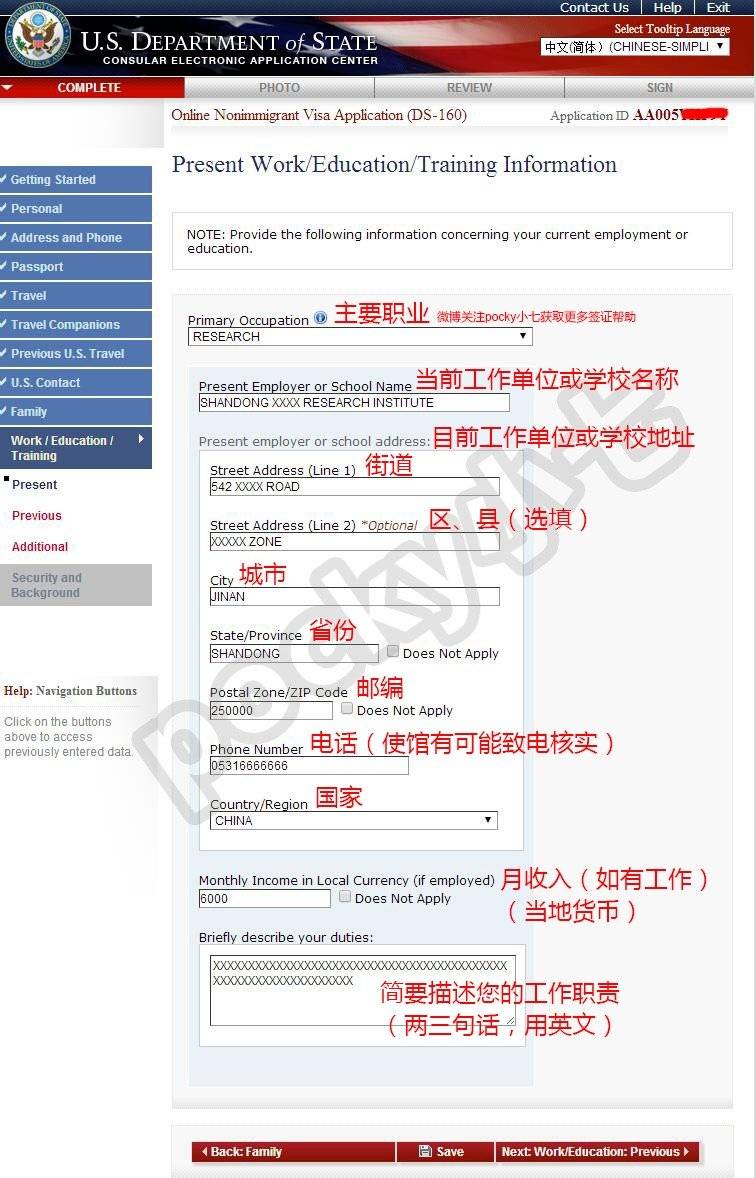 Contact Us | Help | Exit
U.S. DEPARTMENT of STATE
CONSULAR ELECTRONIC APPLICATION CENTER
Select Tooltip Language
中文(简体) (CHINESE-SIMPLI
COMPLETE PHOTO REVIEW SIGN
Online Nonimmigrant Visa Application (DS-160)
Application ID AA005
Present Work/Education/Training Information
Getting Started
Personal
Address and Phone
Passport
Travel
Travel Companions
Previous U.S. Travel
U.S. Contact
Family
Work / Education /
Training
Present
Previous
Additional
Security and
Background
Help: Navigation Buttons
Click on the buttons
above to access
previously entered data.
NOTE: Provide the following information concerning your current employment or
education.
Primary Occupation 主要职业 微博关注pocky小七获取更多签证帮助
RESEARCH
Present Employer or School Name 当前工作单位或学校名称
SHANDONG XXXX RESEARCH INSTITUTE
Present employer or school address: 目前工作单位或学校地址
Street Address (Line 1) 街道
542 XXXX ROAD
Street Address (Line 2) *Optional 区、县（选填）
XXXXX ZONE
City 城市
JINAN
State/Province 省份
SHANDONG Does Not Apply
Postal Zone/ZIP Code 邮编
250000 Does Not Apply
Phone Number 电话（使馆有可能致电核实）
05316666666
Country/Region 国家
CHINA
Monthly Income in Local Currency (if employed) 月收入（如有工作）
6000 Does Not Apply （当地货币）
Briefly describe your duties:
XXXXXXXXXXXXXXXXXXXXXXXXXXXXXXXXXXXXXXXXXX
XXXXXXXXXXXXXXXXXXXX
简要描述您的工作职责
（两三句话，用英文）
Back: Family Save Next: Work/Education: Previous
pocky小七